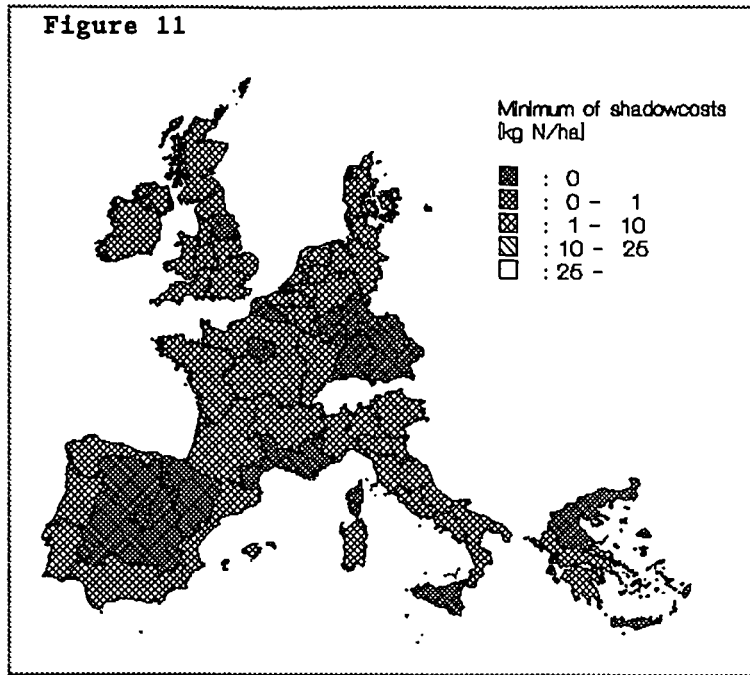 Figure 11
Minimum of shadowcosts
[kg N/ha]
: 0
: 0 - 1
: 1 - 10
: 10 - 25
: 25 -